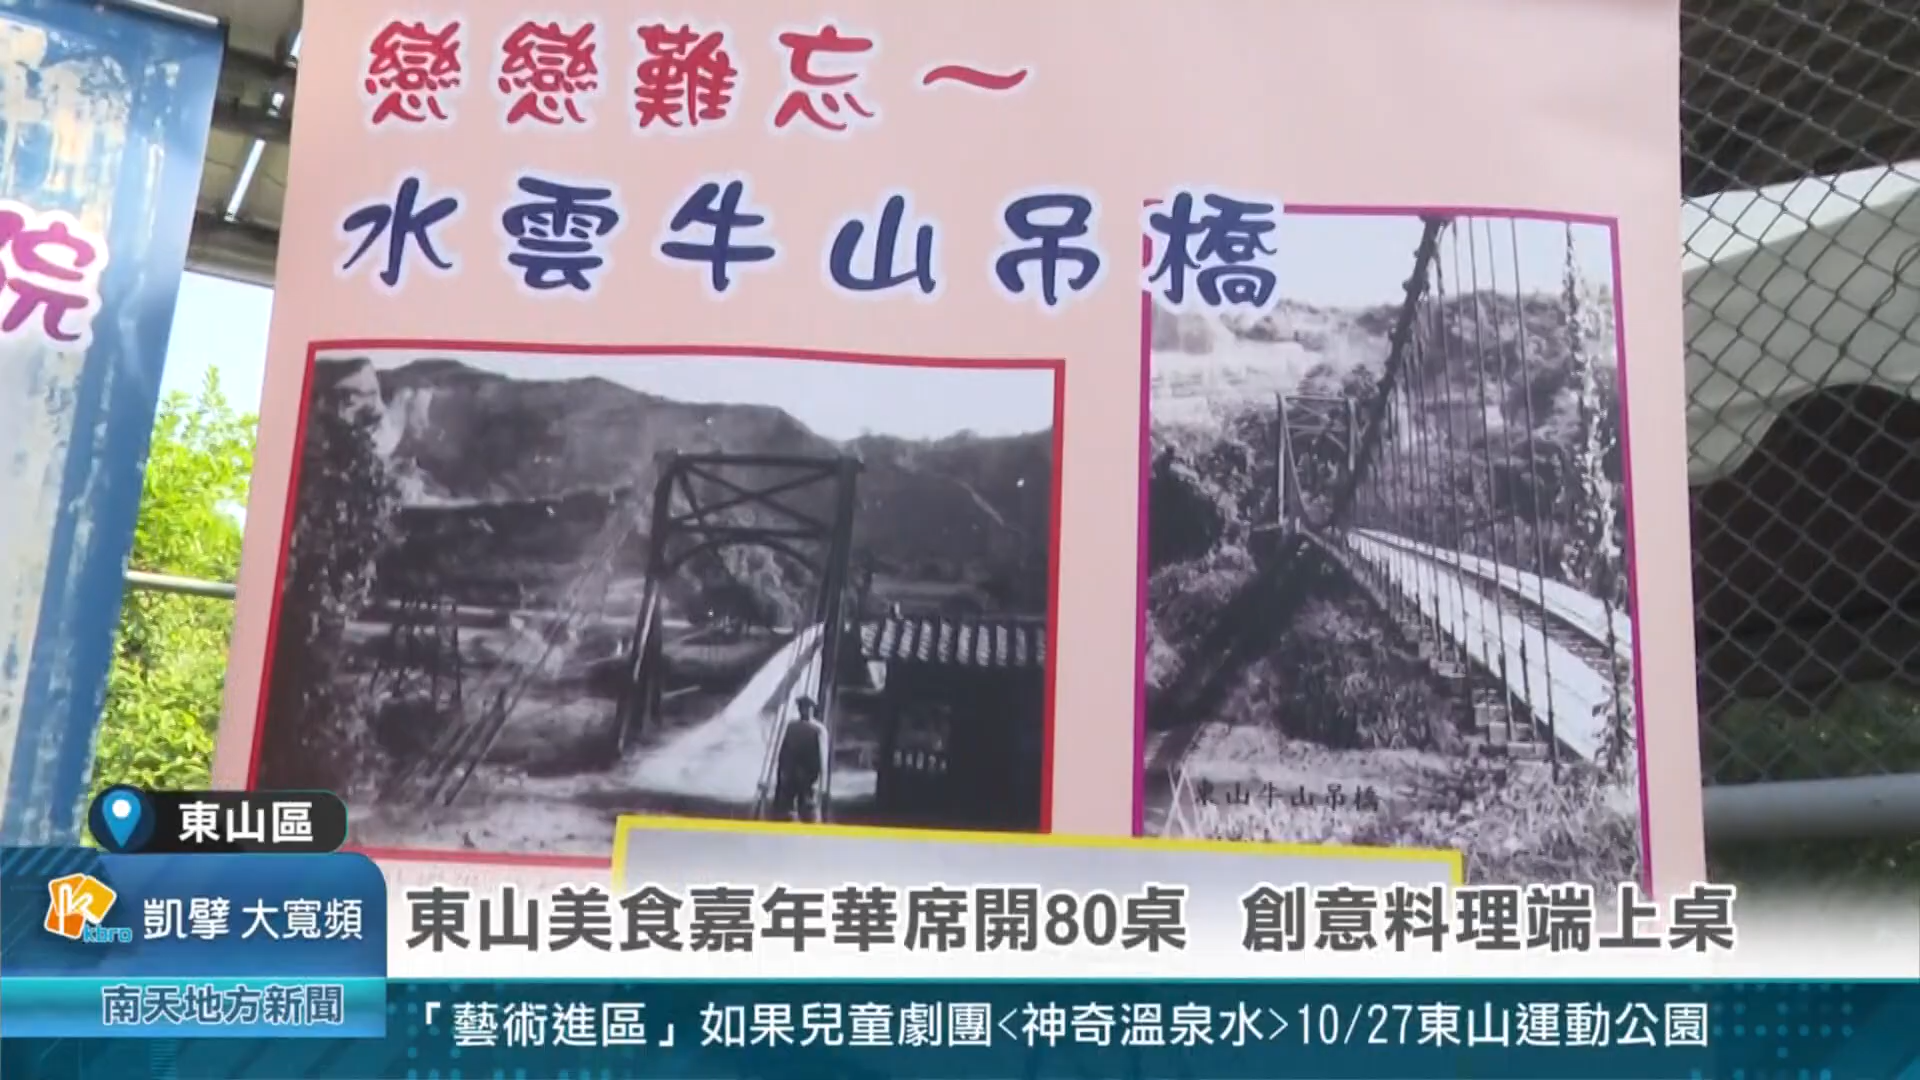 戀戀難忘～
水雲牛山吊橋
院
東山牛山吊橋
東山區
kbro 凱擘 大寬頻
東山美食嘉年華席開80桌 創意料理端上桌
南天地方新聞
「藝術進區」如果兒童劇團<神奇溫泉水>10/27東山運動公園